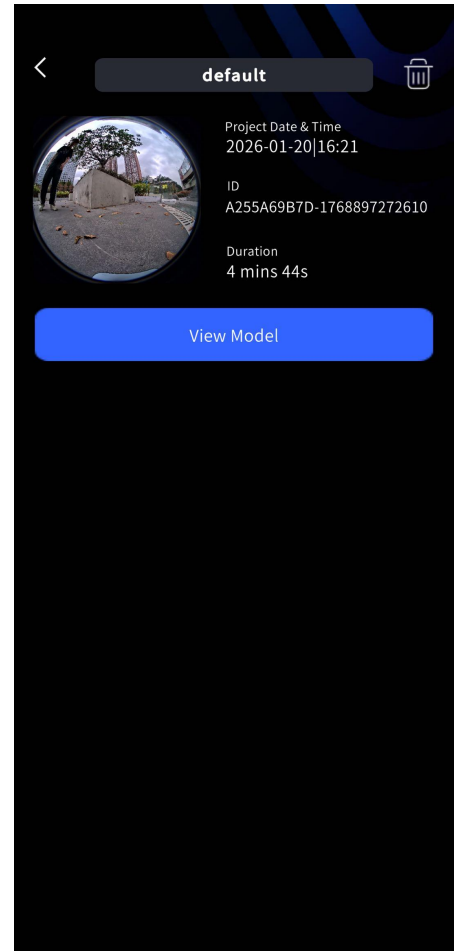 default
Project Date & Time
2026-01-20|16:21
ID
A255A69B7D-1768897272610
Duration
4 mins 44s
View Model